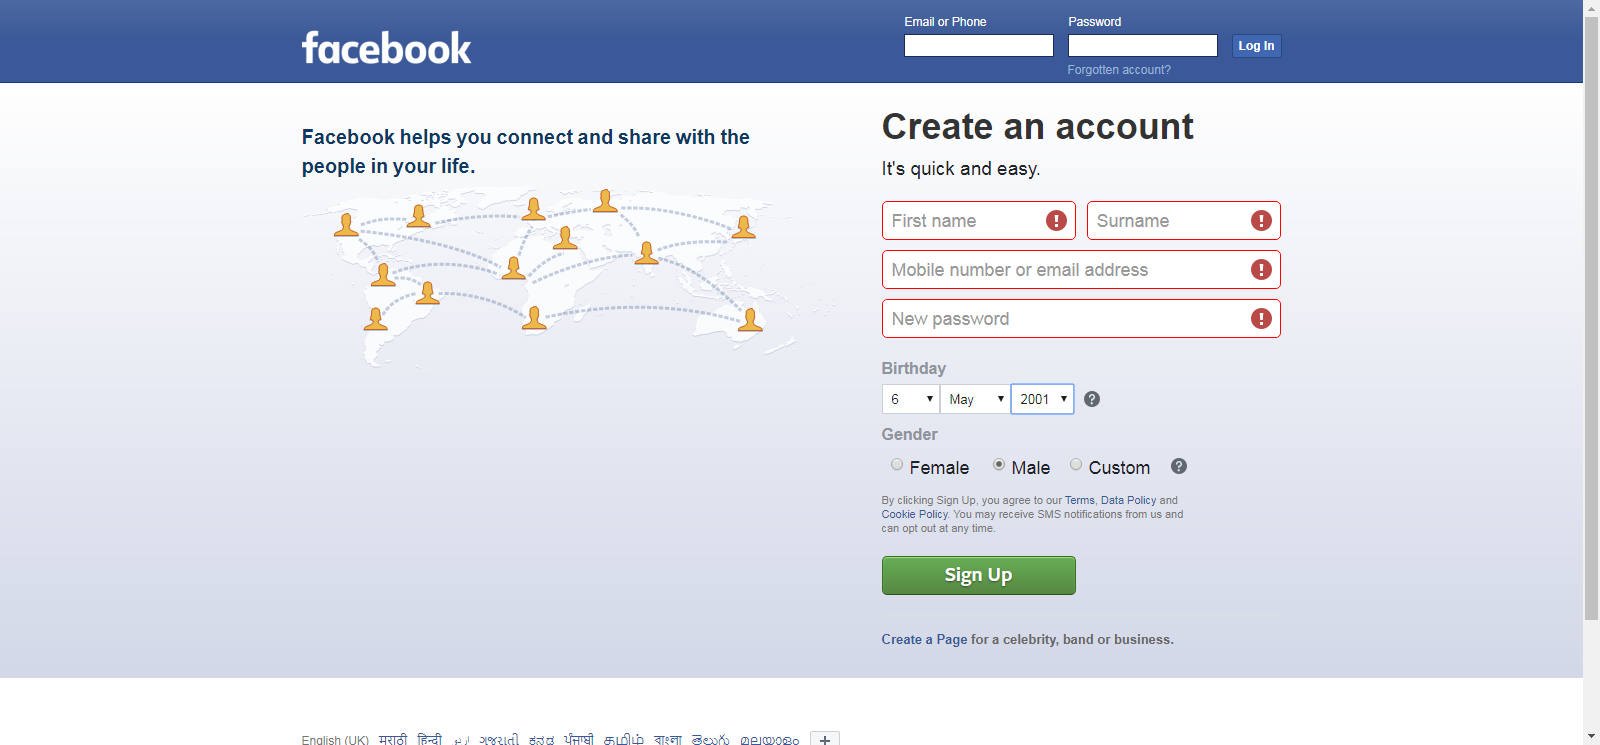 facebook
Email or Phone
Password
Log In
Forgotten account?
Facebook helps you connect and share with the
people in your life.
Create an account
It's quick and easy.
First name
Surname
Mobile number or email address
New password
Birthday
6 May 2001
Gender
Female Male Custom
By clicking Sign Up, you agree to our Terms, Data Policy and
Cookie Policy. You may receive SMS notifications from us and
can opt out at any time.
Sign Up
Create a Page for a celebrity, band or business.
English (UK) मराठी हिन्दी اردو ગુજરાતી ಕನ್ನಡ ਪੰਜਾਬੀ தமிழ் বাংলা తెలుగు മലയാളം +